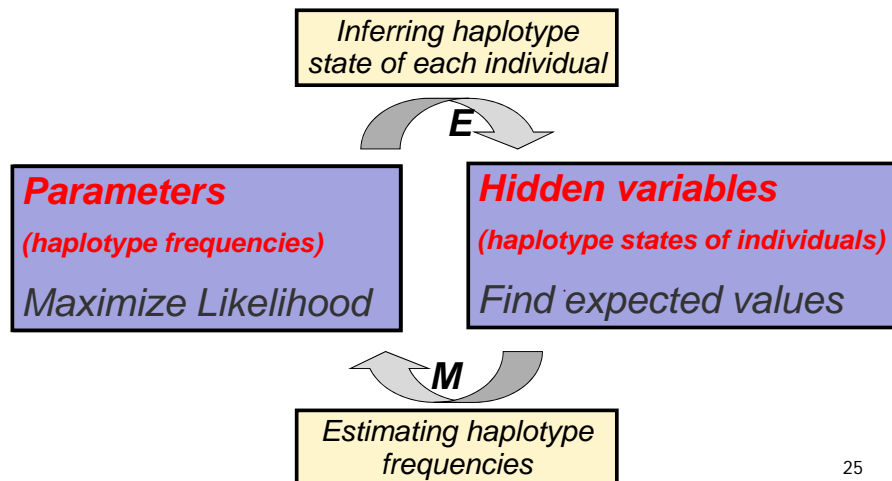 Inferring haplotype
state of each individual
E
Parameters
(haplotype frequencies)
Maximize Likelihood
Hidden variables
(haplotype states of individuals)
Find expected values
M
Estimating haplotype
frequencies
25